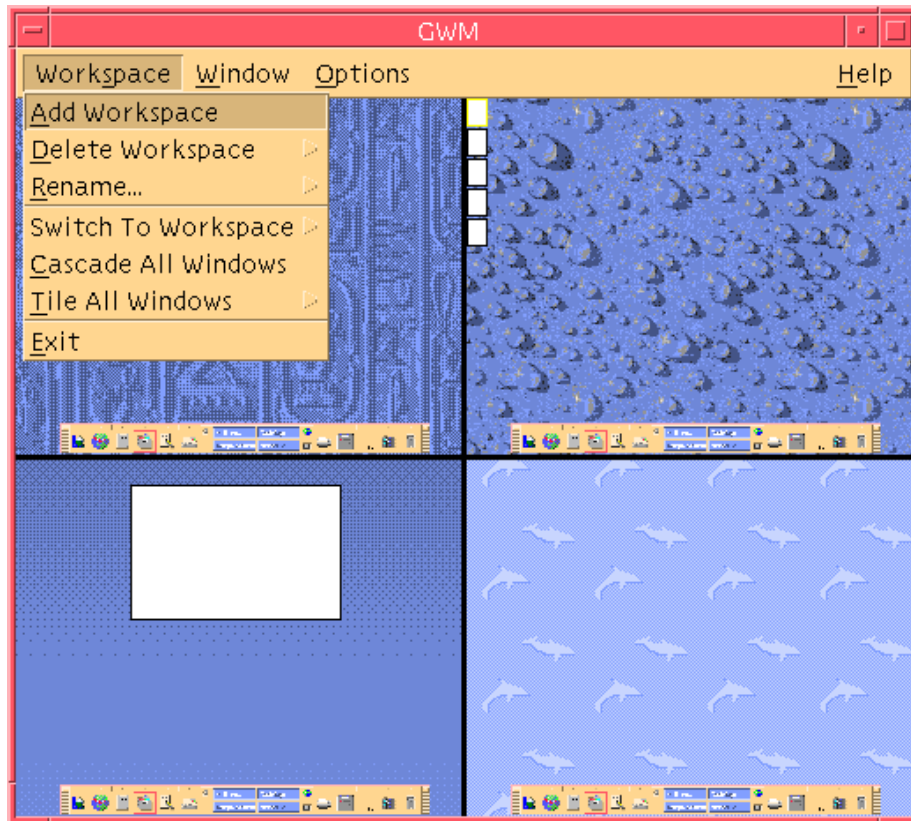 GWM
Workspace Window Options Help
Add Workspace
Delete Workspace
Rename...
Switch To Workspace
Cascade All Windows
Tile All Windows
Exit